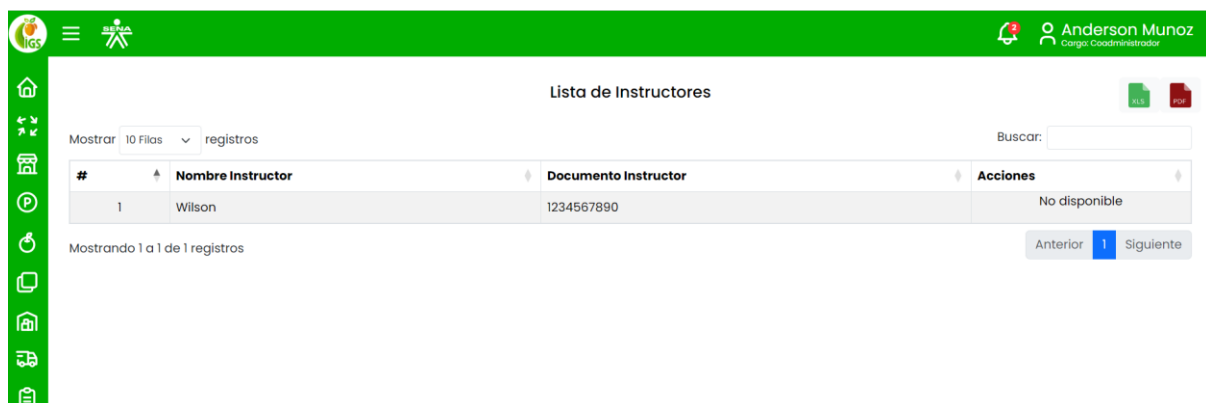 iGS
SENA
2
Anderson Munoz
Cargo: Coadministrador
Lista de Instructores
XLS
PDF
Mostrar 10 Filas registros
Buscar:
# Nombre Instructor Documento Instructor Acciones
1 Wilson 1234567890 No disponible
Mostrando 1 a 1 de 1 registros
Anterior 1 Siguiente